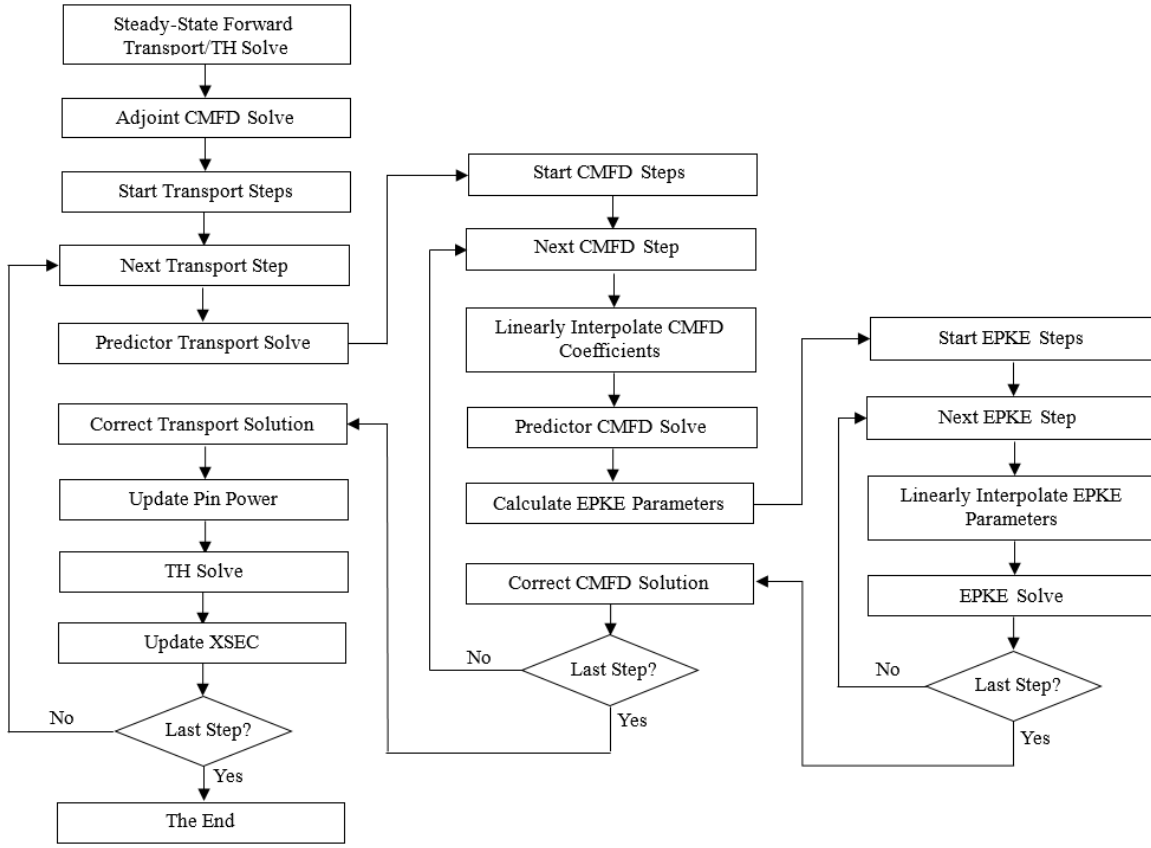 Steady-State Forward
Transport/TH Solve
Adjoint CMFD Solve
Start Transport Steps
Next Transport Step
Predictor Transport Solve
Correct Transport Solution
Update Pin Power
TH Solve
Update XSEC
No
Last Step?
Yes
The End
Start CMFD Steps
Next CMFD Step
Linearly Interpolate CMFD
Coefficients
Predictor CMFD Solve
Calculate EPKE Parameters
Correct CMFD Solution
No
Last Step?
Yes
Start EPKE Steps
Next EPKE Step
Linearly Interpolate EPKE
Parameters
EPKE Solve
No
Last Step?
Yes